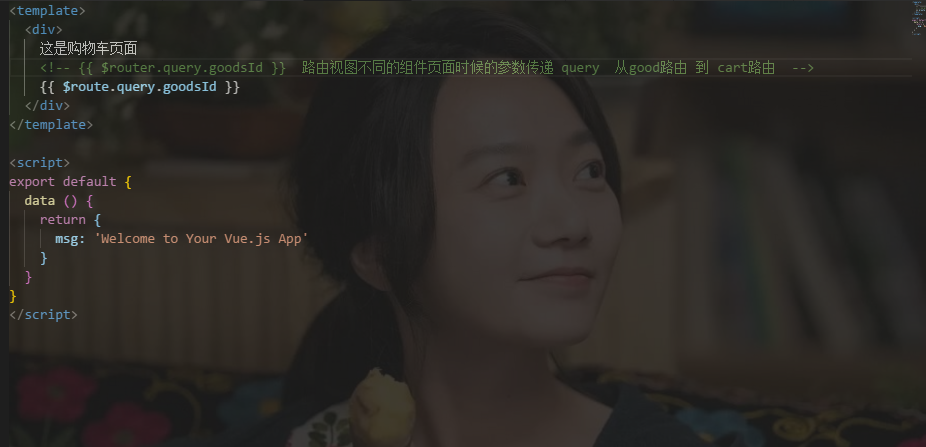 <template>
  <div>
    这是购物车页面
    <!-- {{ $router.query.goodsId }}  路由视图不同的组件页面时候的参数传递 query  从good路由 到 cart路由  -->
    {{ $route.query.goodsId }}
  </div>
</template>

<script>
export default {
  data () {
    return {
      msg: 'Welcome to Your Vue.js App'
    }
  }
}
</script>